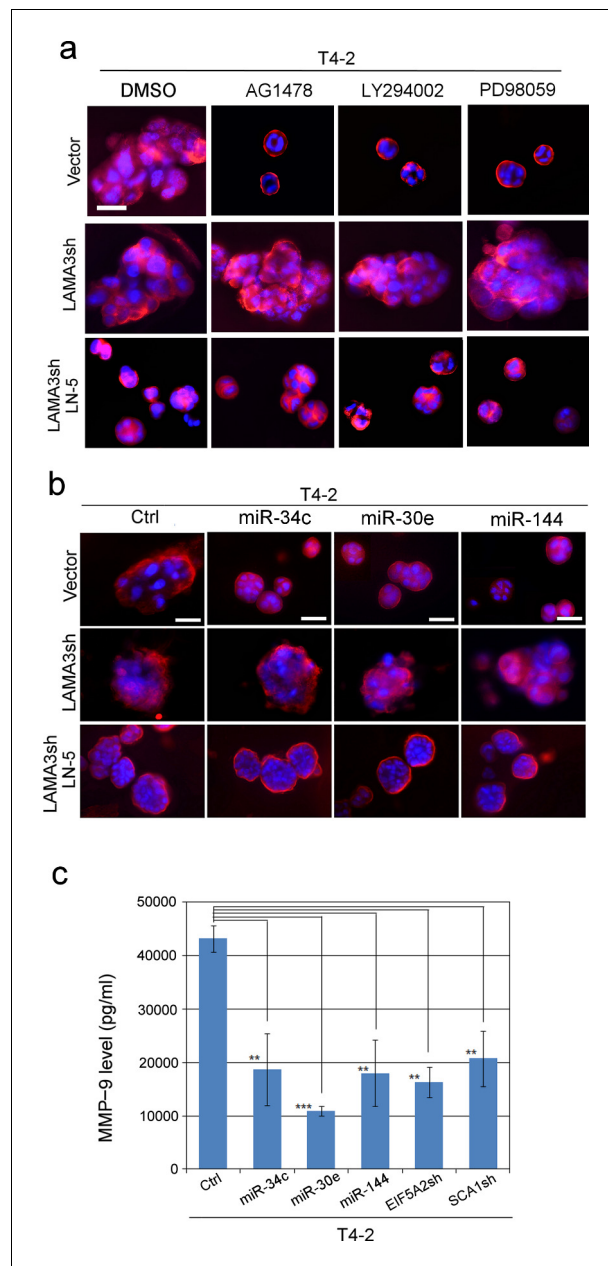 a
T4-2
DMSO AG1478 LY294002 PD98059
Vector
LAMA3sh
LAMA3sh
LN-5
b
T4-2
Ctrl miR-34c miR-30e miR-144
Vector
LAMA3sh
LAMA3sh
LN-5
c
MMP–9 level (pg/ml)
50000
40000
30000
20000
10000
0
** *** ** ** **
Ctrl miR-34c miR-30e miR-144 EIF5A2sh SCA1sh
T4-2